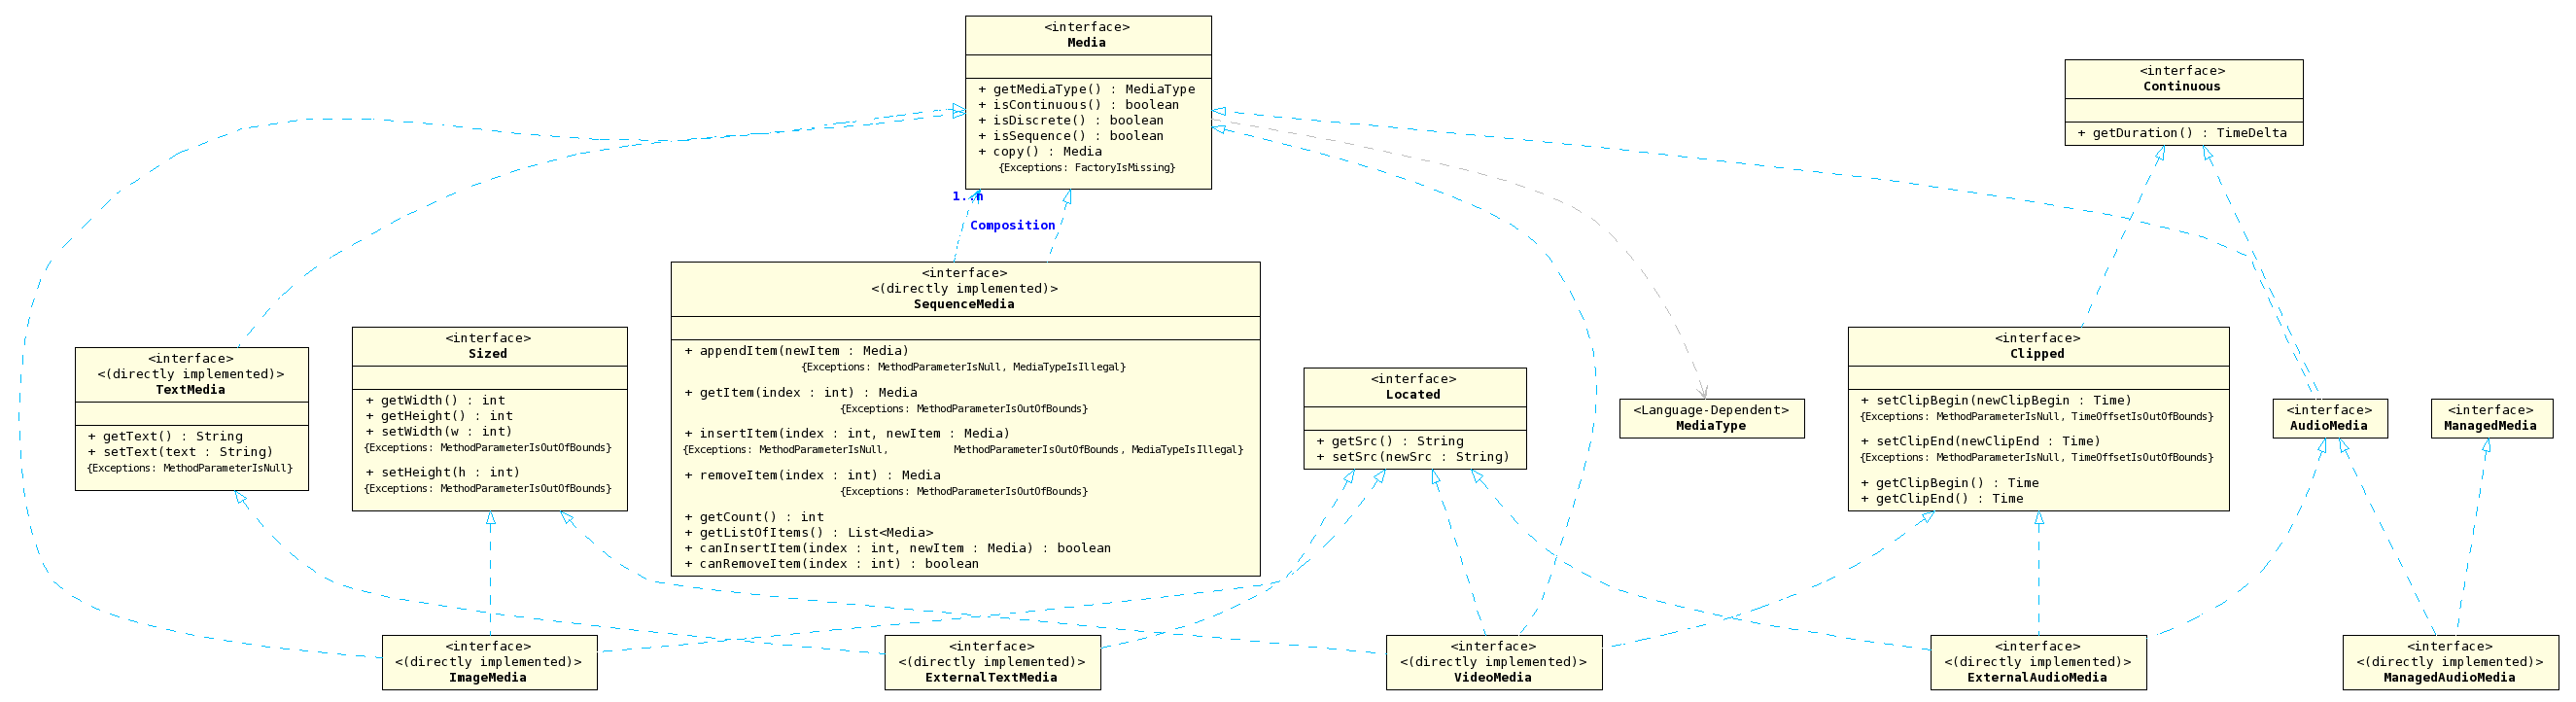 <interface>
Media
+ getMediaType() : MediaType
+ isContinuous() : boolean
+ isDiscrete() : boolean
+ isSequence() : boolean
+ copy() : Media
{Exceptions: FactoryIsMissing}
<interface>
Continuous
+ getDuration() : TimeDelta
1..n
Composition
<interface>
<(directly implemented)>
SequenceMedia
+ appendItem(newItem : Media)
{Exceptions: MethodParameterIsNull, MediaTypeIsIllegal}
+ getItem(index : int) : Media
{Exceptions: MethodParameterIsOutOfBounds}
+ insertItem(index : int, newItem : Media)
{Exceptions: MethodParameterIsNull, MethodParameterIsOutOfBounds, MediaTypeIsIllegal}
+ removeItem(index : int) : Media
{Exceptions: MethodParameterIsOutOfBounds}
+ getCount() : int
+ getListOfItems() : List<Media>
+ canInsertItem(index : int, newItem : Media) : boolean
+ canRemoveItem(index : int) : boolean
<interface>
<(directly implemented)>
TextMedia
+ getText() : String
+ setText(text : String)
{Exceptions: MethodParameterIsNull}
<interface>
Sized
+ getWidth() : int
+ getHeight() : int
+ setWidth(w : int)
{Exceptions: MethodParameterIsOutOfBounds}
+ setHeight(h : int)
{Exceptions: MethodParameterIsOutOfBounds}
<interface>
Located
+ getSrc() : String
+ setSrc(newSrc : String)
<Language-Dependent>
MediaType
<interface>
Clipped
+ setClipBegin(newClipBegin : Time)
{Exceptions: MethodParameterIsNull, TimeOffsetIsOutOfBounds}
+ setClipEnd(newClipEnd : Time)
{Exceptions: MethodParameterIsNull, TimeOffsetIsOutOfBounds}
+ getClipBegin() : Time
+ getClipEnd() : Time
<interface>
AudioMedia
<interface>
ManagedMedia
<interface>
<(directly implemented)>
ImageMedia
<interface>
<(directly implemented)>
ExternalTextMedia
<interface>
<(directly implemented)>
VideoMedia
<interface>
<(directly implemented)>
ExternalAudioMedia
<interface>
<(directly implemented)>
ManagedAudioMedia